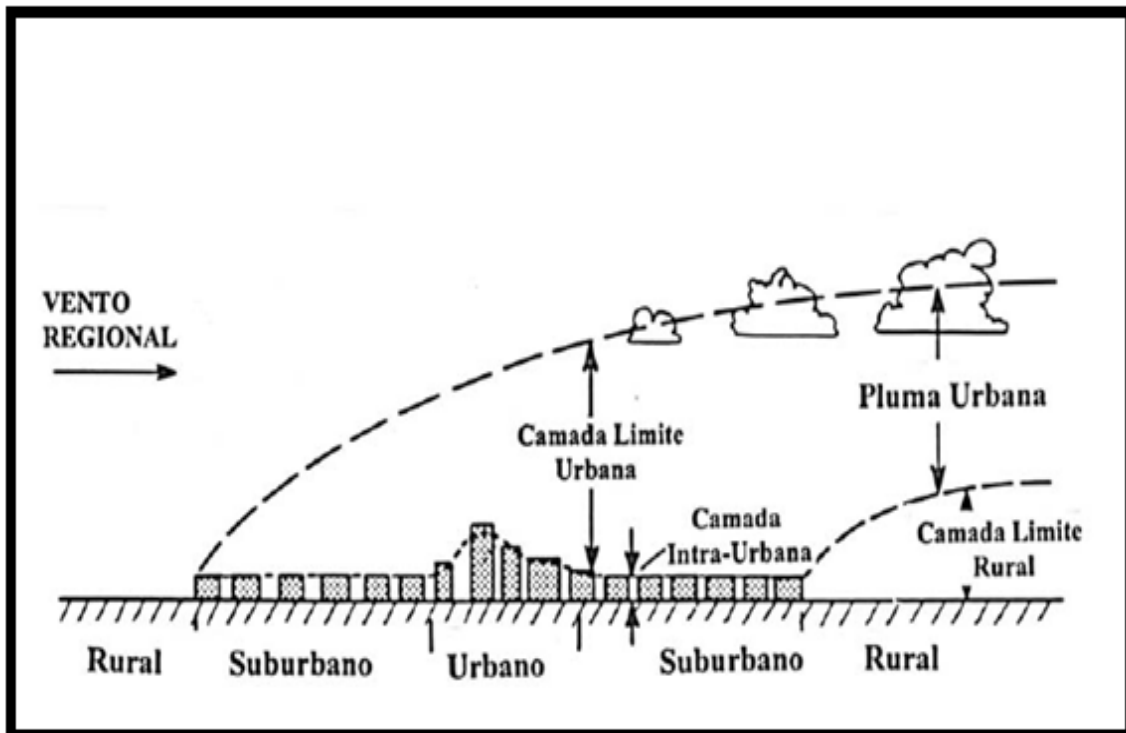 VENTO
REGIONAL
Camada Limite
Urbana
Pluma Urbana
Camada
Intra-Urbana
Camada Limite
Rural
Rural
Suburbano
Urbano
Suburbano
Rural